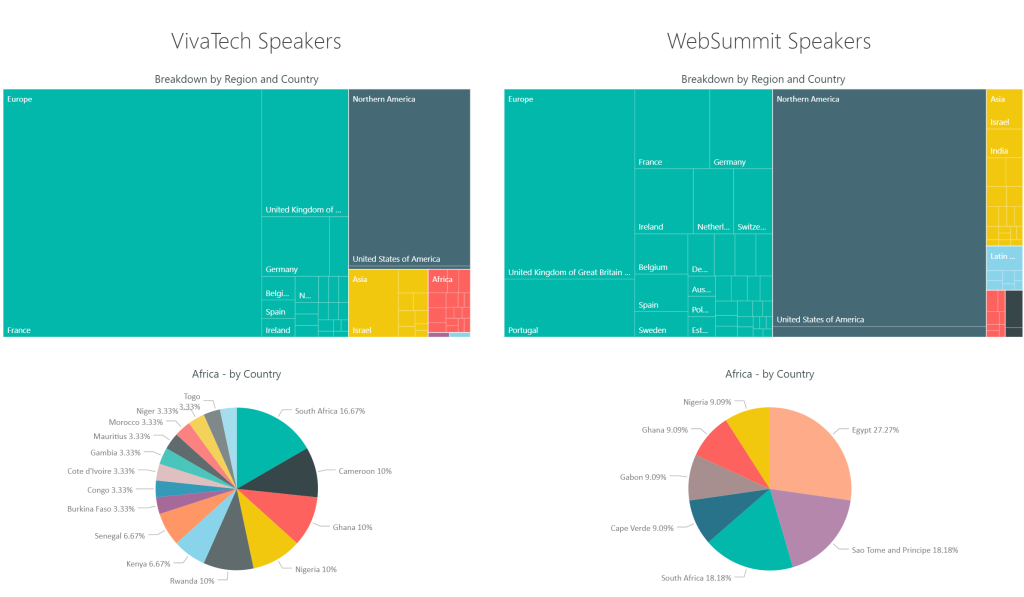 VivaTech Speakers
Breakdown by Region and Country
Europe
Northern America
United Kingdom of ...
United States of America
Germany
Asia
Africa
Belgi...
N...
Spain
France
Ireland
Israel
Africa - by Country
Togo
3.33%
Niger 3.33%
South Africa 16.67%
Morocco 3.33%
Mauritius 3.33%
Gambia 3.33%
Cote d'Ivoire 3.33%
Cameroon 10%
Congo 3.33%
Burkina Faso 3.33%
Ghana 10%
Senegal 6.67%
Kenya 6.67%
Nigeria 10%
Rwanda 10%
WebSummit Speakers
Breakdown by Region and Country
Europe
Northern America
Asia
Israel
India
France
Germany
Ireland
Netherl...
Switze...
Latin ...
United Kingdom of Great Britain ...
Belgium
De...
Aus...
Spain
Pol...
United States of America
Portugal
Sweden
Est...
Africa - by Country
Nigeria 9.09%
Ghana 9.09%
Egypt 27.27%
Gabon 9.09%
Cape Verde 9.09%
Sao Tome and Principe 18.18%
South Africa 18.18%